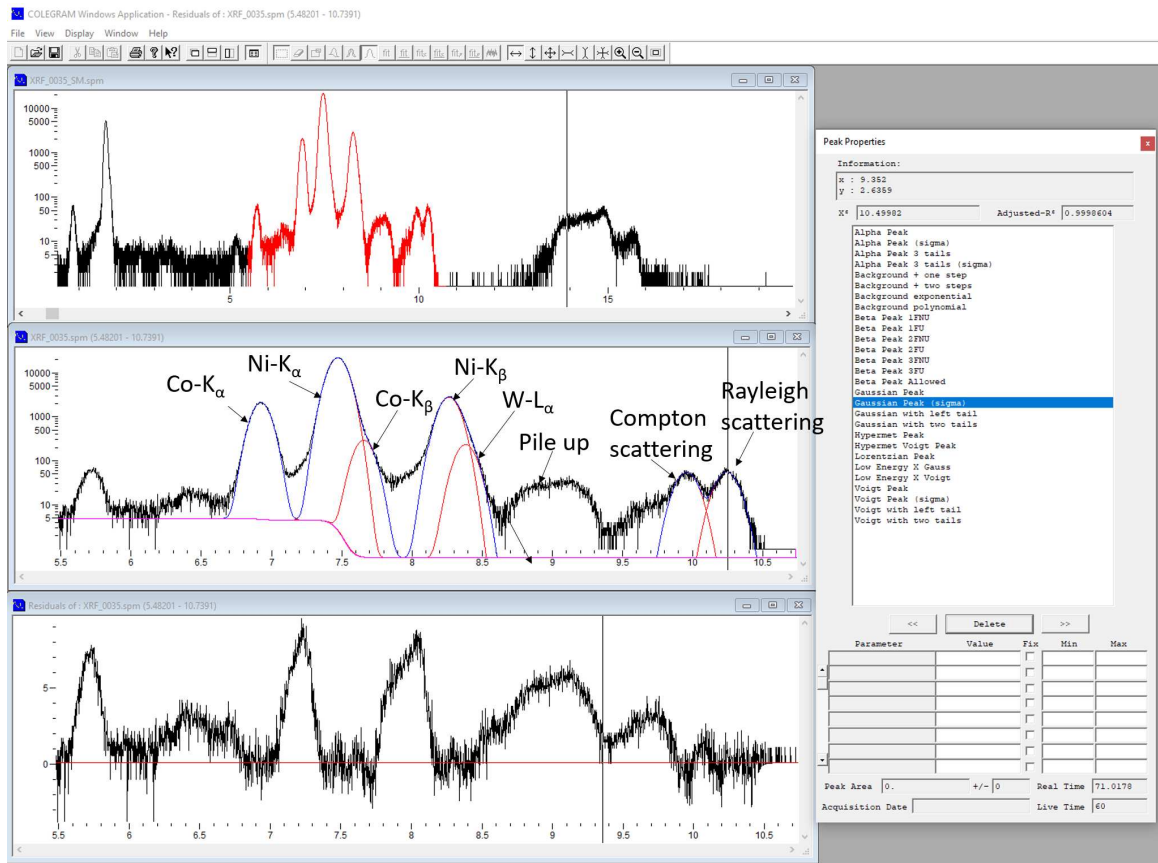 COLEGRAM Windows Application - Residuals of : XRF_0035.spm (5.48201 - 10.7391)
File View Display Window Help
fit fit fit fit fit fit
XRF_0035_SM.spm
10000
5000
1000
500
100
50
10
5
5 10 15
XRF_0035.spm (5.48201 - 10.7391)
10000
5000
1000
500
100
50
10
5
Co-Kα
Ni-Kα
Co-Kβ
Ni-Kβ
W-Lα
Pile up
Compton
scattering
Rayleigh
scattering
5.5 6 6.5 7 7.5 8 8.5 9 9.5 10 10.5
Residuals of : XRF_0035.spm (5.48201 - 10.7391)
5
0
5.5 6 6.5 7 7.5 8 8.5 9 9.5 10 10.5
Peak Properties
x
Information:
x : 9.352
y : 2.6359
10.49982
0.9998604
Alpha Peak
Alpha Peak (sigma)
Alpha Peak 3 tails
Alpha Peak 3 tails (sigma)
Background + one step
Background + two steps
Background exponential
Background polynomial
Beta Peak 1FNU
Beta Peak 1FU
Beta Peak 2FNU
Beta Peak 2FU
Beta Peak 3FNU
Beta Peak 3FU
Beta Peak Allowed
Gaussian Peak
Gaussian Peak (sigma)
Gaussian with left tail
Gaussian with two tails
Hypermet Peak
Hypermet Voigt Peak
Lorentzian Peak
Low Energy X Gauss
Low Energy X Voigt
Voigt Peak
Voigt Peak (sigma)
Voigt with left tail
Voigt with two tails
<< Delete >>
Parameter Value Fix Min Max
Peak Area 0. +/- 0 Real Time 71.0178
Acquisition Date Live Time 60